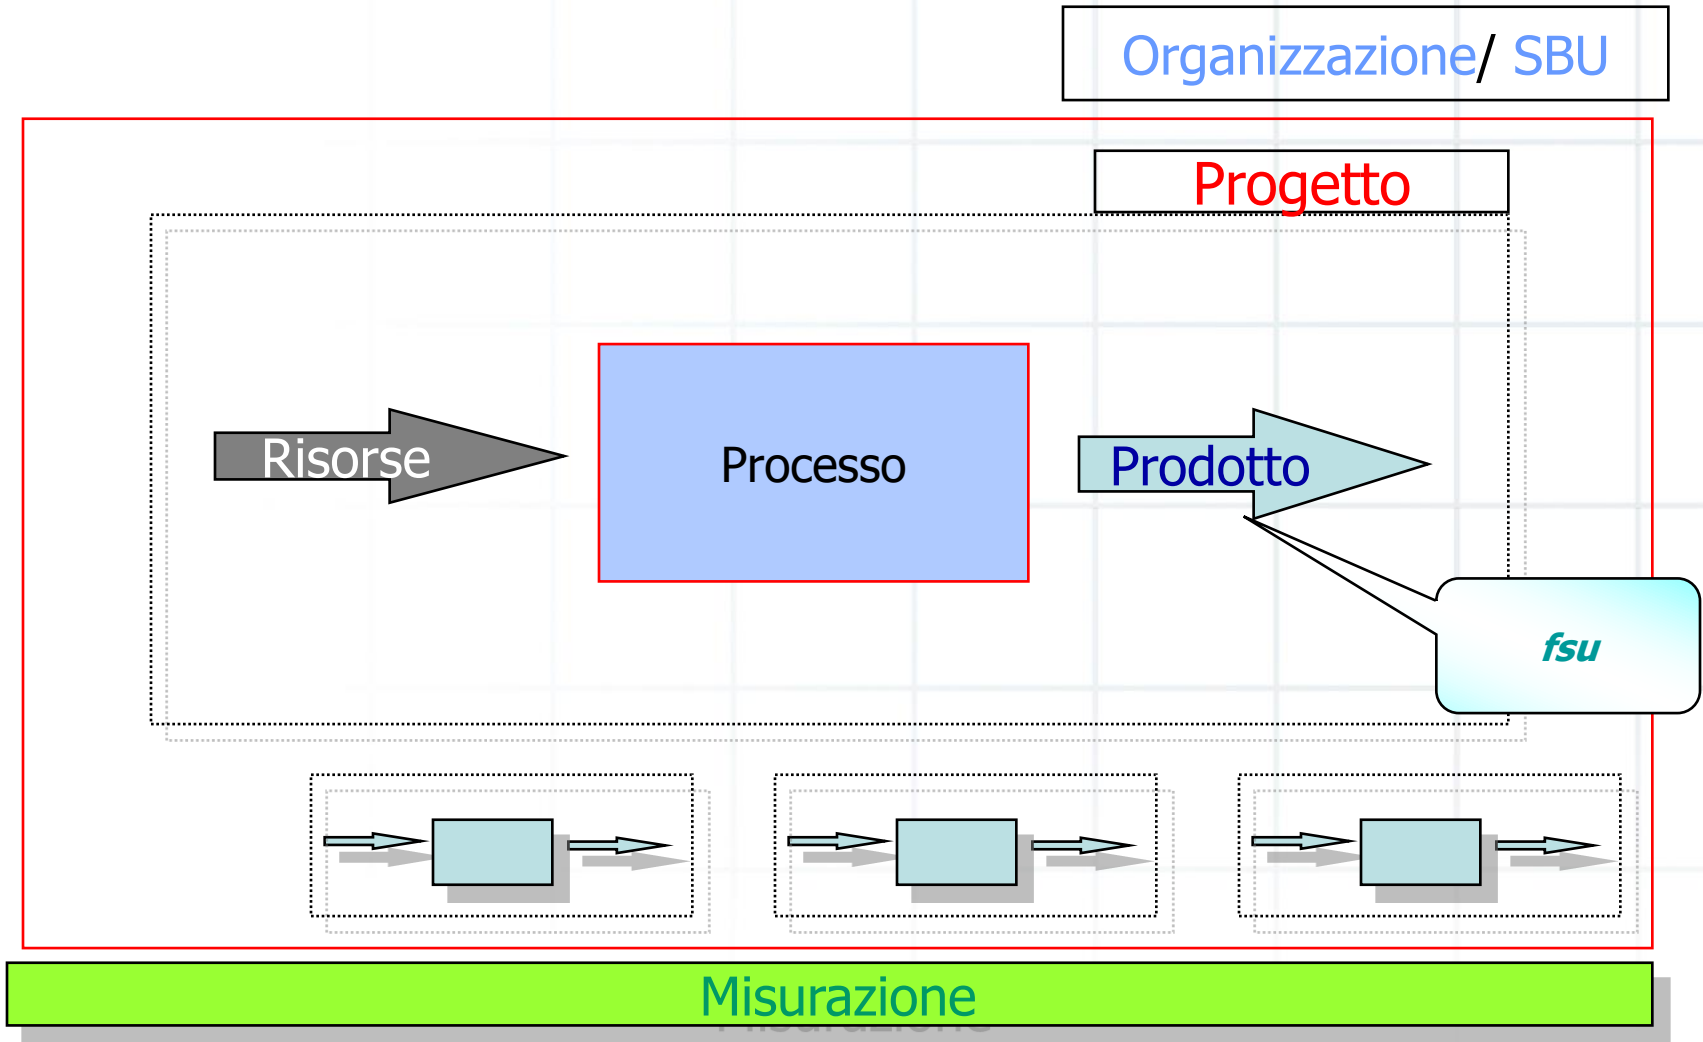 Organizzazione/ SBU
Progetto
Risorse
Processo
Prodotto
fsu
Misurazione